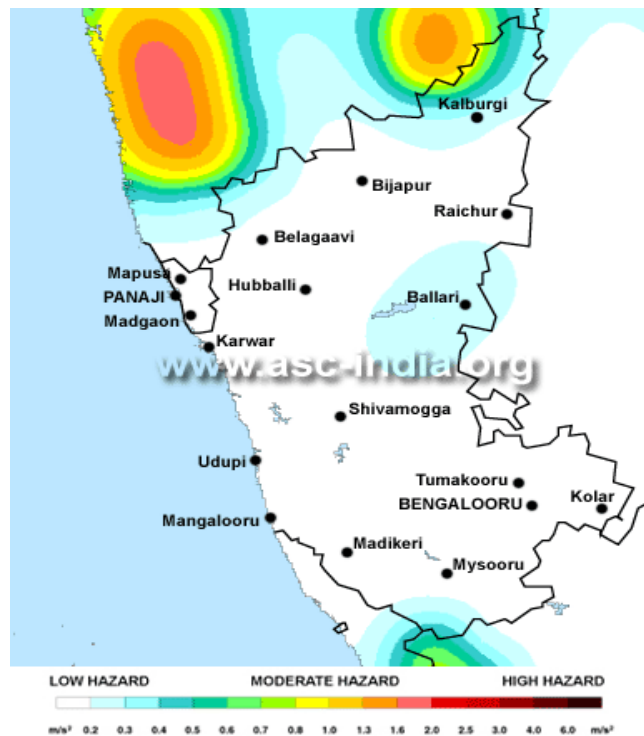 Kalburgi
Bijapur
Raichur
Belagaavi
Mapusa
Hubballi
PANAJI
Ballari
Madgaon
Karwar
www.asc-india.org
Shivamogga
Udupi
Tumakooru
BENGALOORU
Kolar
Mangalooru
Madikeri
Mysooru
LOW HAZARD MODERATE HAZARD HIGH HAZARD
m/s² 0.2 0.3 0.4 0.5 0.6 0.7 0.8 1.0 1.3 1.6 2.0 2.5 3.0 4.0 6.0 m/s²